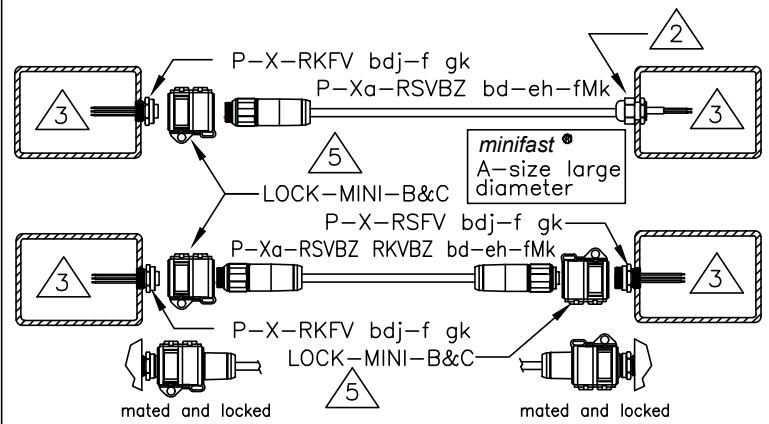 2
P-X-RKFV bdj-f gk
P-Xa-RSVBZ bd-eh-fMk
3
3
5
minifast ®
A-size large
diameter
LOCK-MINI-B&C
P-X-RSFV bdj-f gk
P-Xa-RSVBZ RKVBZ bd-eh-fMk
3
3
P-X-RKFV bdj-f gk
LOCK-MINI-B&C
5
mated and locked
mated and locked